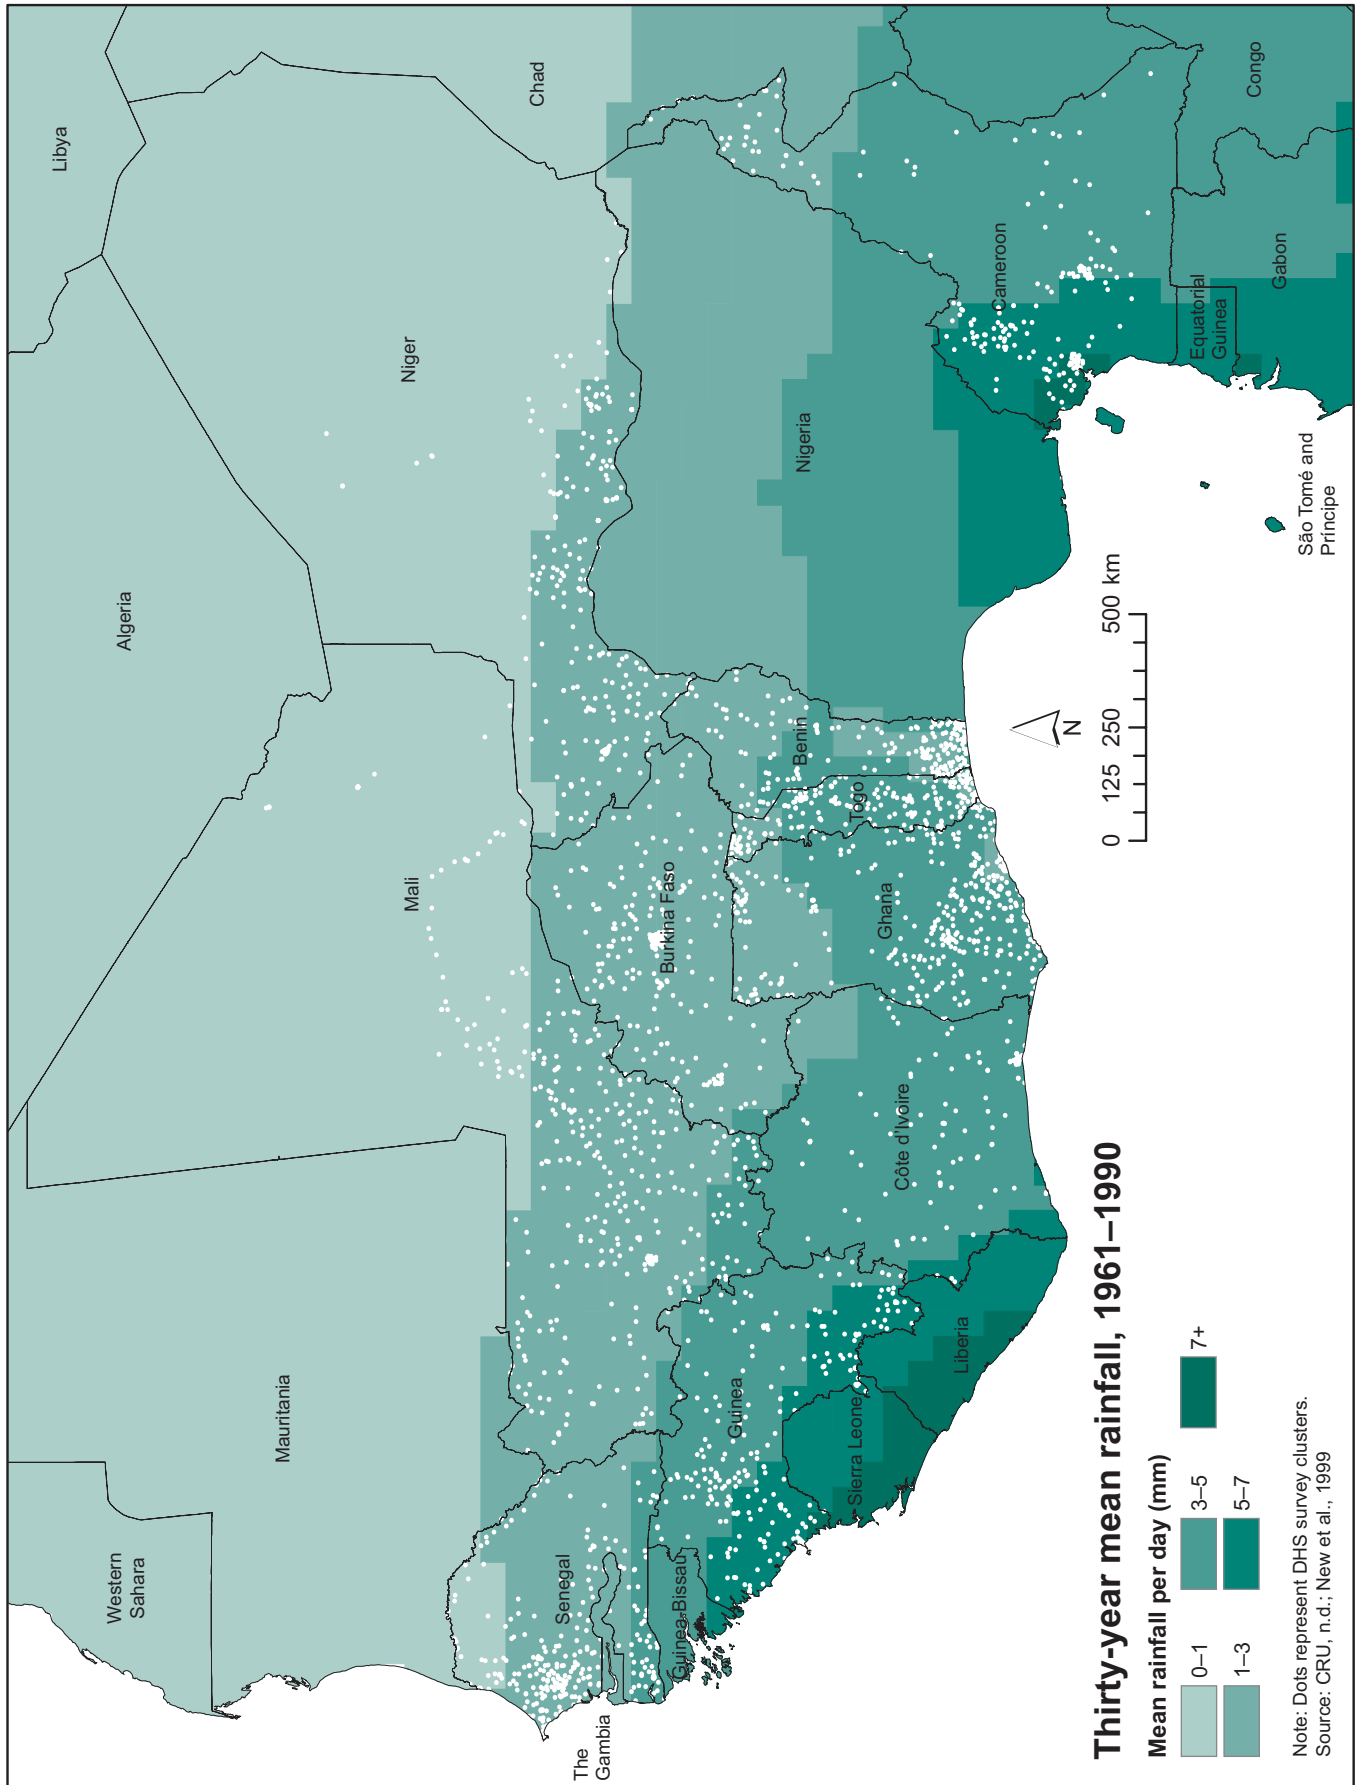 Libya
Algeria
Western
Sahara
Mauritania
Mali
Niger
Chad
Senegal
The
Gambia
Guinea-Bissau
Guinea
Sierra Leone
Liberia
Côte d'Ivoire
Burkina Faso
Ghana
Togo
Benin
Nigeria
Cameroon
Equatorial
Guinea
Gabon
Congo
São Tomé and
Príncipe
0 125 250 500 km
N
Thirty-year mean rainfall, 1961–1990
Mean rainfall per day (mm)
0–1
3–5
7+
1–3
5–7
Note: Dots represent DHS survey clusters.
Source: CRU, n.d.; New et al., 1999